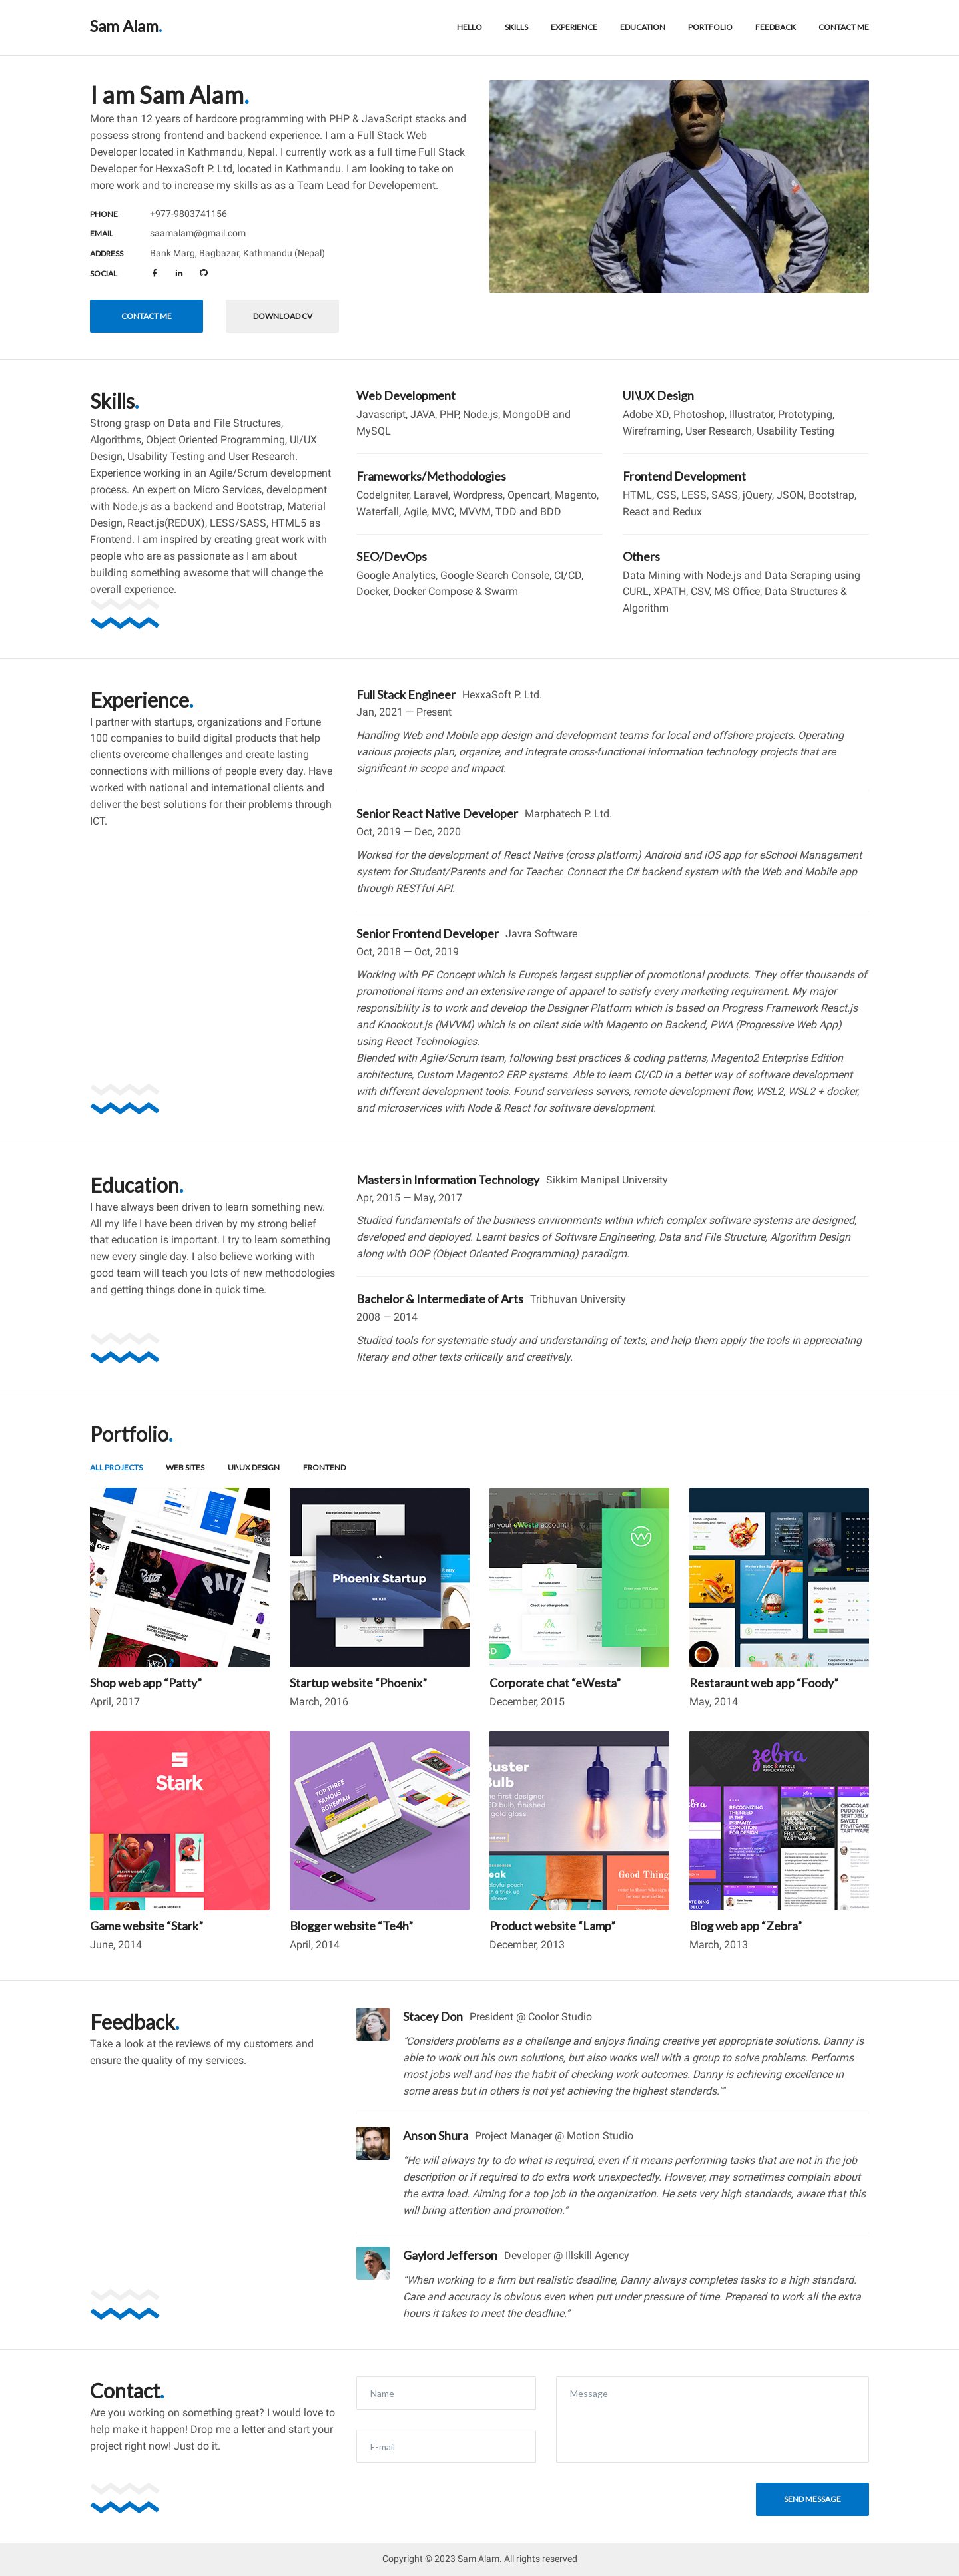 Sam Alam.
HELLO SKILLS EXPERIENCE EDUCATION PORTFOLIO FEEDBACK CONTACT ME
I am Sam Alam.
More than 12 years of hardcore programming with PHP & JavaScript stacks and
possess strong frontend and backend experience. I am a Full Stack Web
Developer located in Kathmandu, Nepal. I currently work as a full time Full Stack
Developer for HexxaSoft P. Ltd, located in Kathmandu. I am looking to take on
more work and to increase my skills as as a Team Lead for Developement.
PHONE +977-9803741156
EMAIL saamalam@gmail.com
ADDRESS Bank Marg, Bagbazar, Kathmandu (Nepal)
SOCIAL
CONTACT ME DOWNLOAD CV
Skills.
Strong grasp on Data and File Structures,
Algorithms, Object Oriented Programming, UI/UX
Design, Usability Testing and User Research.
Experience working in an Agile/Scrum development
process. An expert on Micro Services, development
with Node.js as a backend and Bootstrap, Material
Design, React.js(REDUX), LESS/SASS, HTML5 as
Frontend. I am inspired by creating great work with
people who are as passionate as I am about
building something awesome that will change the
overall experience.
Web Development
Javascript, JAVA, PHP, Node.js, MongoDB and
MySQL
UI\UX Design
Adobe XD, Photoshop, Illustrator, Prototyping,
Wireframing, User Research, Usability Testing
Frameworks/Methodologies
CodeIgniter, Laravel, Wordpress, Opencart, Magento,
Waterfall, Agile, MVC, MVVM, TDD and BDD
Frontend Development
HTML, CSS, LESS, SASS, jQuery, JSON, Bootstrap,
React and Redux
SEO/DevOps
Google Analytics, Google Search Console, CI/CD,
Docker, Docker Compose & Swarm
Others
Data Mining with Node.js and Data Scraping using
CURL, XPATH, CSV, MS Office, Data Structures &
Algorithm
Experience.
I partner with startups, organizations and Fortune
100 companies to build digital products that help
clients overcome challenges and create lasting
connections with millions of people every day. Have
worked with national and international clients and
deliver the best solutions for their problems through
ICT.
Full Stack Engineer HexxaSoft P. Ltd.
Jan, 2021 — Present
Handling Web and Mobile app design and development teams for local and offshore projects. Operating
various projects plan, organize, and integrate cross-functional information technology projects that are
significant in scope and impact.
Senior React Native Developer Marphatech P. Ltd.
Oct, 2019 — Dec, 2020
Worked for the development of React Native (cross platform) Android and iOS app for eSchool Management
system for Student/Parents and for Teacher. Connect the C# backend system with the Web and Mobile app
through RESTful API.
Senior Frontend Developer Javra Software
Oct, 2018 — Oct, 2019
Working with PF Concept which is Europe's largest supplier of promotional products. They offer thousands of
promotional items and an extensive range of apparel to satisfy every marketing requirement. My major
responsibility is to work and develop the Designer Platform which is based on Progress Framework React.js
and Knockout.js (MVVM) which is on client side with Magento on Backend, PWA (Progressive Web App)
using React Technologies.
Blended with Agile/Scrum team, following best practices & coding patterns, Magento2 Enterprise Edition
architecture, Custom Magento2 ERP systems. Able to learn CI/CD in a better way of software development
with different development tools. Found serverless servers, remote development flow, WSL2, WSL2 + docker,
and microservices with Node & React for software development.
Education.
I have always been driven to learn something new.
All my life I have been driven by my strong belief
that education is important. I try to learn something
new every single day. I also believe working with
good team will teach you lots of new methodologies
and getting things done in quick time.
Masters in Information Technology Sikkim Manipal University
Apr, 2015 — May, 2017
Studied fundamentals of the business environments within which complex software systems are designed,
developed and deployed. Learnt basics of Software Engineering, Data and File Structure, Algorithm Design
along with OOP (Object Oriented Programming) paradigm.
Bachelor & Intermediate of Arts Tribhuvan University
2008 — 2014
Studied tools for systematic study and understanding of texts, and help them apply the tools in appreciating
literary and other texts critically and creatively.
Portfolio.
ALL PROJECTS WEB SITES UI\UX DESIGN FRONTEND
OFF
Patta
PATT
Exceptional tool for professionals
Phoenix Startup
UI KIT
eWesta account
Shop web app “Patty”
April, 2017
Startup website “Phoenix”
March, 2016
Corporate chat “eWesta”
December, 2015
Restaraunt web app “Foody”
May, 2014
Stark
TOP THREE
FAMOUS
BOHEMIAN
Buster
Bulb
Good Thing
zebra
Game website “Stark”
June, 2014
Blogger website “Te4h”
April, 2014
Product website “Lamp”
December, 2013
Blog web app “Zebra”
March, 2013
Feedback.
Take a look at the reviews of my customers and
ensure the quality of my services.
Stacey Don President @ Coolor Studio
"Considers problems as a challenge and enjoys finding creative yet appropriate solutions. Danny is
able to work out his own solutions, but also works well with a group to solve problems. Performs
most jobs well and has the habit of checking work outcomes. Danny is achieving excellence in
some areas but in others is not yet achieving the highest standards."”
Anson Shura Project Manager @ Motion Studio
“He will always try to do what is required, even if it means performing tasks that are not in the job
description or if required to do extra work unexpectedly. However, may sometimes complain about
the extra load. Aiming for a top job in the organization. He sets very high standards, aware that this
will bring attention and promotion.”
Gaylord Jefferson Developer @ Illskill Agency
“When working to a firm but realistic deadline, Danny always completes tasks to a high standard.
Care and accuracy is obvious even when put under pressure of time. Prepared to work all the extra
hours it takes to meet the deadline.”
Contact.
Are you working on something great? I would love to
help make it happen! Drop me a letter and start your
project right now! Just do it.
Name
Message
E-mail
SEND MESSAGE
Copyright © 2023 Sam Alam. All rights reserved